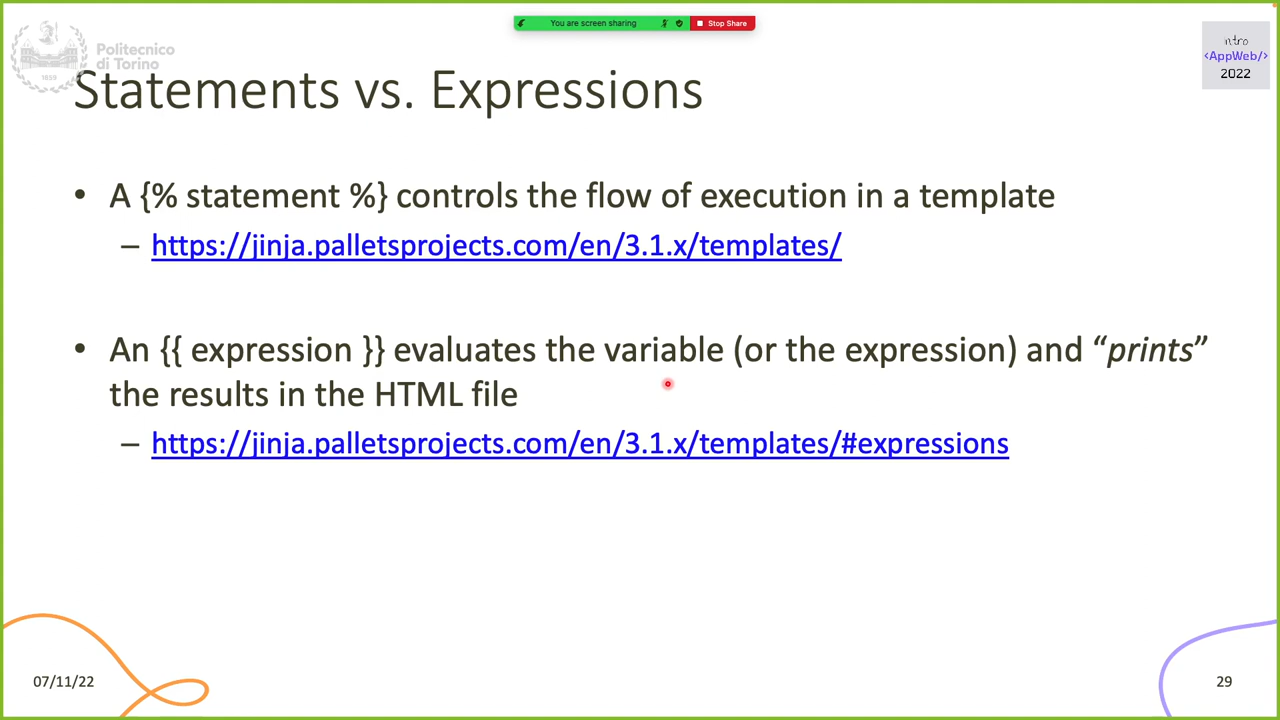 You are screen sharing
Stop Share
Politecnico
di Torino
1859
intro
<AppWeb/>
2022
Statements vs. Expressions
• A {% statement %} controls the flow of execution in a template
– https://jinja.palletsprojects.com/en/3.1.x/templates/
• An {{ expression }} evaluates the variable (or the expression) and “prints”
the results in the HTML file
– https://jinja.palletsprojects.com/en/3.1.x/templates/#expressions
07/11/22
29